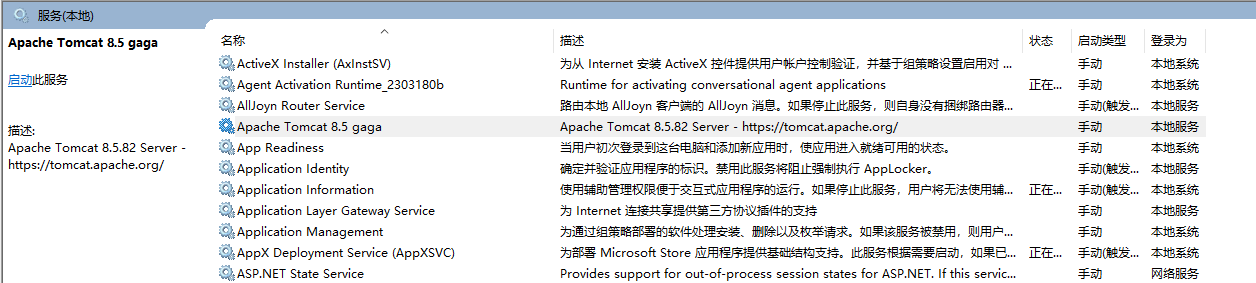 服务(本地)
Apache Tomcat 8.5 gaga
启动此服务
描述:
Apache Tomcat 8.5.82 Server -
https://tomcat.apache.org/
名称 描述 状态 启动类型 登录为
ActiveX Installer (AxInstSV) 为从 Internet 安装 ActiveX 控件提供用户帐户控制验证，并基于组策略设置启用对 ... 手动 本地系统
Agent Activation Runtime_2303180b Runtime for activating conversational agent applications 正在... 手动 本地系统
AllJoyn Router Service 路由本地 AllJoyn 客户端的 AllJoyn 消息。如果停止此服务，则自身没有捆绑路由器... 手动(触发... 本地服务
Apache Tomcat 8.5 gaga Apache Tomcat 8.5.82 Server - https://tomcat.apache.org/ 手动 本地服务
App Readiness 当用户初次登录到这台电脑和添加新应用时，使应用进入就绪可用的状态。 手动 本地系统
Application Identity 确定并验证应用程序的标识。禁用此服务将阻止强制执行 AppLocker。 手动(触发... 本地服务
Application Information 使用辅助管理权限便于交互式应用程序的运行。如果停止此服务，用户将无法使用辅... 正在... 手动(触发... 本地系统
Application Layer Gateway Service 为 Internet 连接共享提供第三方协议插件的支持 手动 本地服务
Application Management 为通过组策略部署的软件处理安装、删除以及枚举请求。如果该服务被禁用，则用户... 手动 本地系统
AppX Deployment Service (AppXSVC) 为部署 Microsoft Store 应用程序提供基础结构支持。此服务根据需要启动，如果已... 正在... 手动(触发... 本地系统
ASP.NET State Service Provides support for out-of-process session states for ASP.NET. If this servic... 手动 网络服务